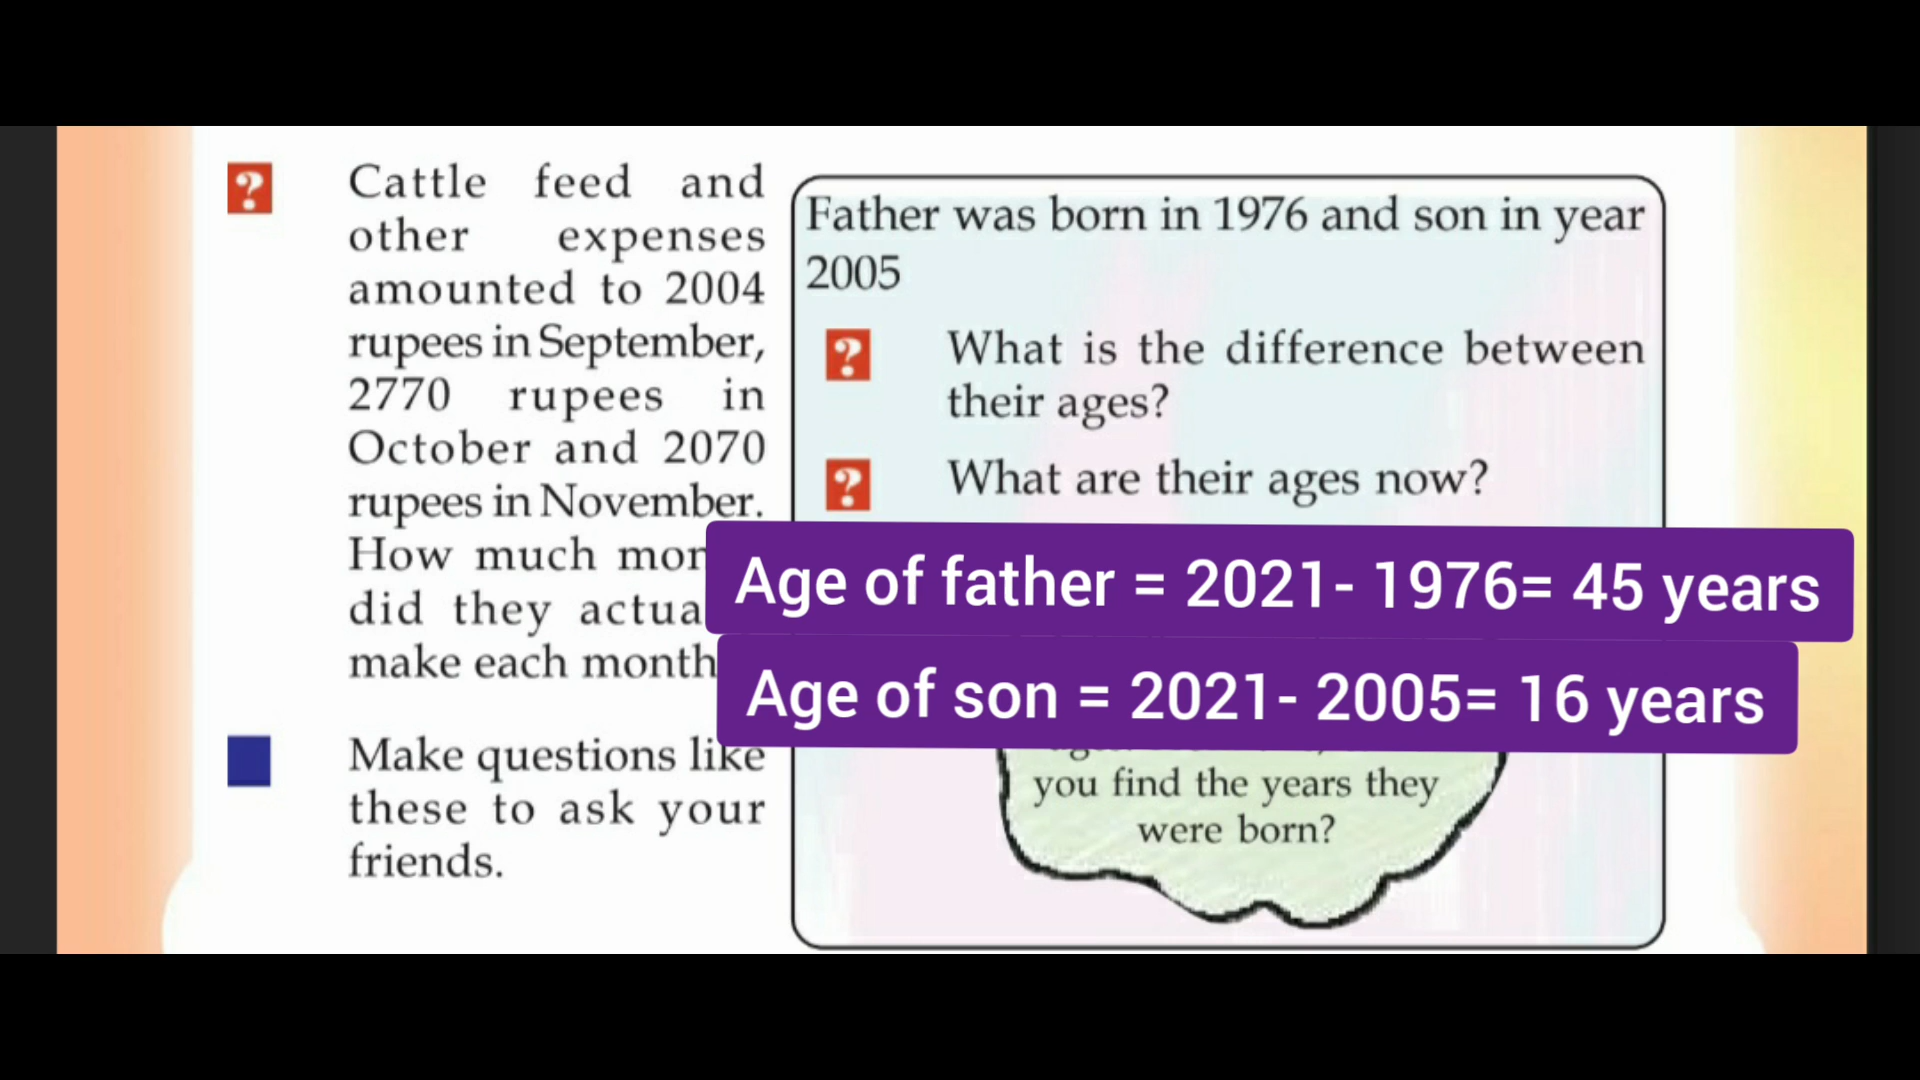 Cattle feed and
other expenses
amounted to 2004
rupees in September,
2770 rupees in
October and 2070
rupees in November.
How much
did they
make each month
Make questions like
these to ask your
friends.
Father was born in 1976 and son in year
2005
What is the difference between
their ages?
What are their ages now?
Age of father = 2021- 1976= 45 years
Age of son = 2021- 2005= 16 years
you find the years they
were born?